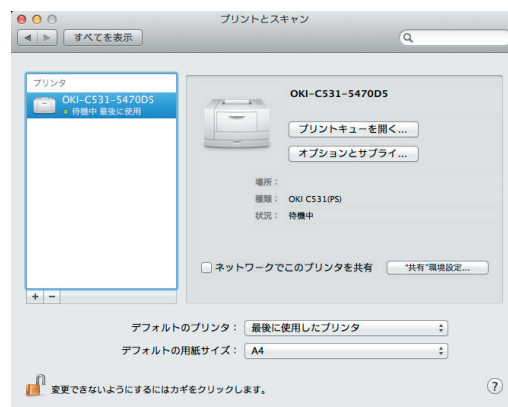 プリントとスキャン
すべてを表示
プリンタ
OKI-C531-5470D5
待機中 最後に使用
OKI-C531-5470D5
プリントキューを開く...
オプションとサプライ...
場所：
種類： OKI C531(PS)
状況： 待機中
ネットワークでこのプリンタを共有 "共有"環境設定...
+ -
デフォルトのプリンタ： 最後に使用したプリンタ
デフォルトの用紙サイズ： A4
変更できないようにするにはカギをクリックします。 ?